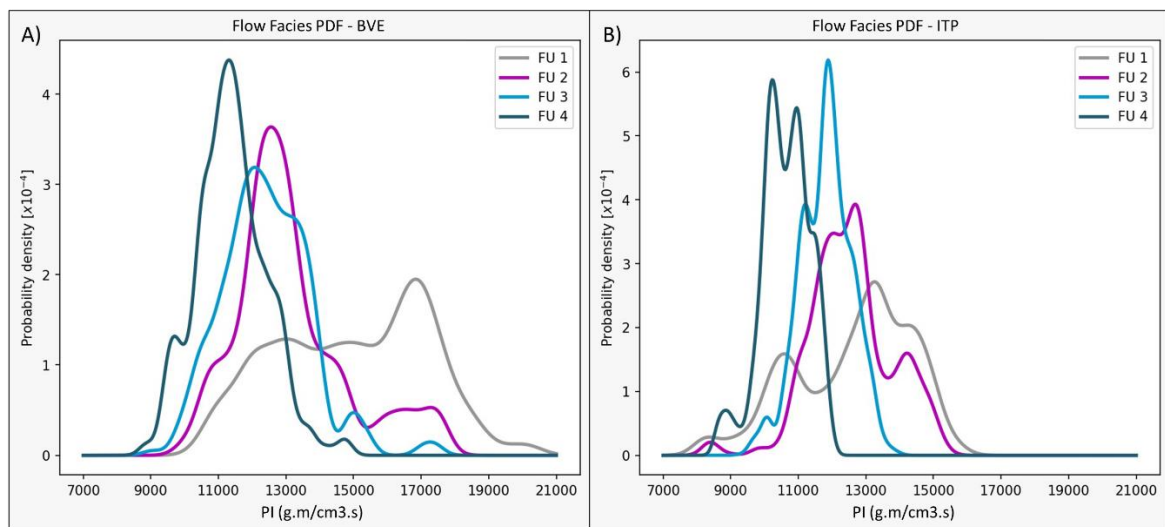 A)
Flow Facies PDF - BVE
FU 1
FU 2
FU 3
FU 4
Probability density [x10⁻⁴]
4
3
2
1
0
7000 9000 11000 13000 15000 17000 19000 21000
PI (g.m/cm3.s)
B)
Flow Facies PDF - ITP
FU 1
FU 2
FU 3
FU 4
Probability density [x10⁻⁴]
6
5
4
3
2
1
0
7000 9000 11000 13000 15000 17000 19000 21000
PI (g.m/cm3.s)